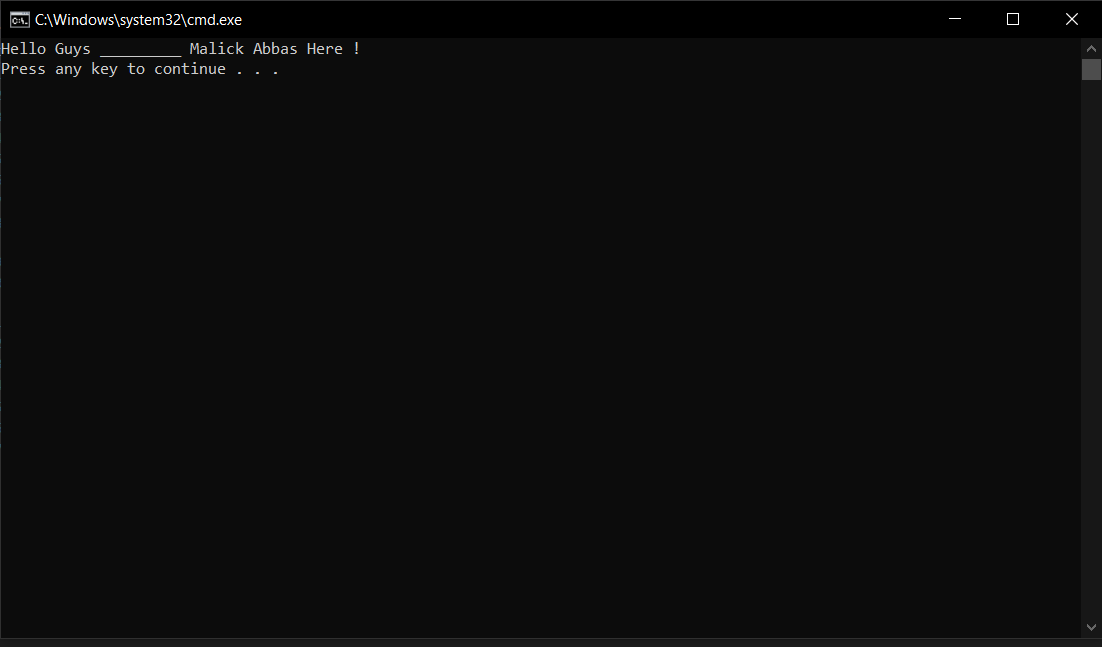 C:\Windows\system32\cmd.exe
Hello Guys _________ Malick Abbas Here !
Press any key to continue . . .